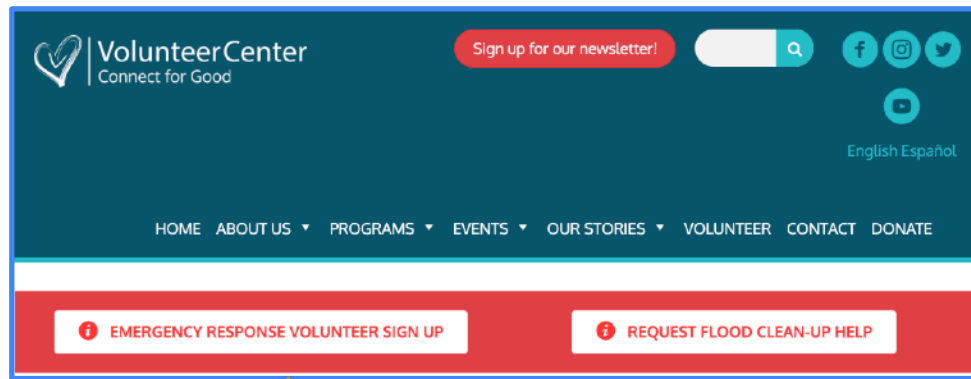 VolunteerCenter
Connect for Good
Sign up for our newsletter!
English Español
HOME ABOUT US PROGRAMS EVENTS OUR STORIES VOLUNTEER CONTACT DONATE
EMERGENCY RESPONSE VOLUNTEER SIGN UP
REQUEST FLOOD CLEAN-UP HELP